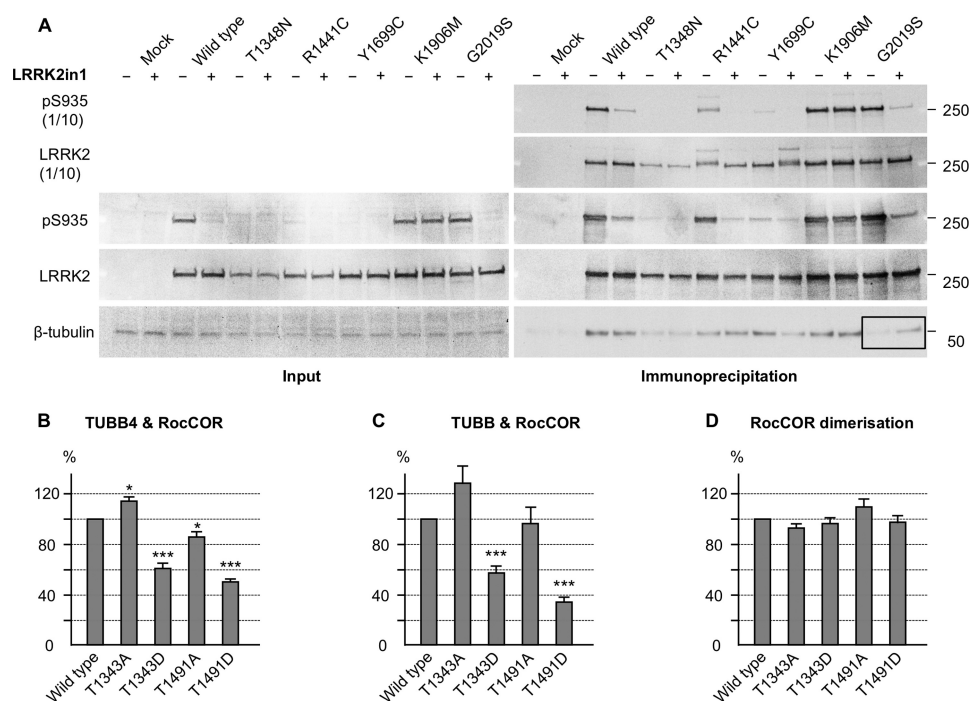 A
Mock Wild type T1348N R1441C Y1699C K1906M G2019S Mock Wild type T1348N R1441C Y1699C K1906M G2019S
LRRK2in1 – + – + – + – + – + – + – + – + – + – + – + – + – + – +
pS935
(1/10)
250
LRRK2
(1/10)
250
pS935
250
LRRK2
250
β-tubulin
50
Input Immunoprecipitation
B TUBB4 & RocCOR
%
120
80
40
0
* *** * ***
Wild type T1343A T1343D T1491A T1491D
C TUBB & RocCOR
%
120
80
40
0
*** ***
Wild type T1343A T1343D T1491A T1491D
D RocCOR dimerisation
%
120
80
40
0
Wild type T1343A T1343D T1491A T1491D